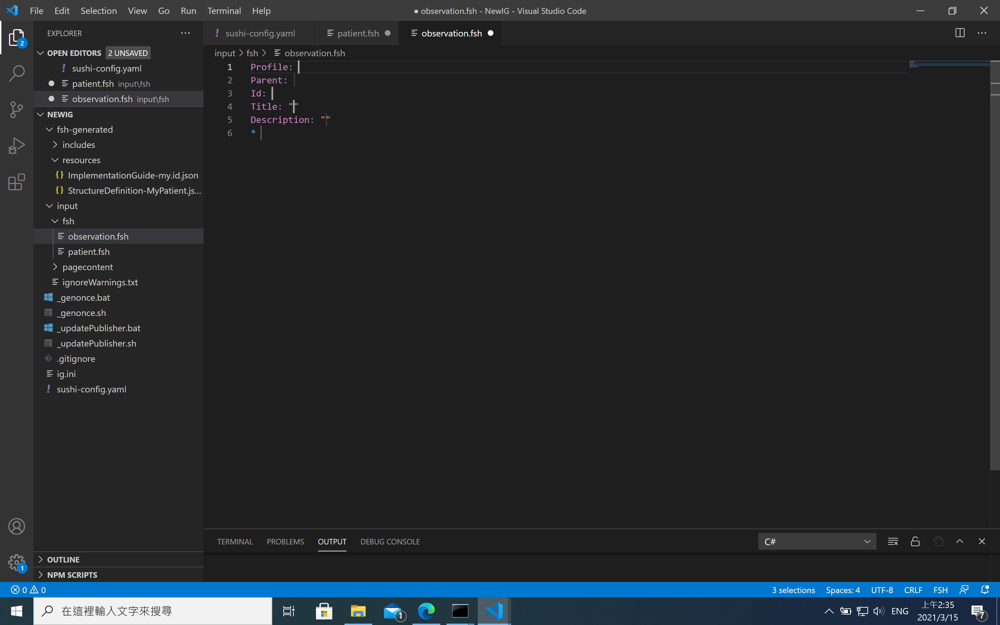 File Edit Selection View Go Run Terminal Help
● observation.fsh - NewIG - Visual Studio Code
2
EXPLORER
OPEN EDITORS 2 UNSAVED
! sushi-config.yaml
patient.fsh input\fsh
observation.fsh input\fsh
NEWIG
fsh-generated
includes
resources
{} ImplementationGuide-my.id.json
{} StructureDefinition-MyPatient.js...
input
fsh
observation.fsh
patient.fsh
pagecontent
ignoreWarnings.txt
_genonce.bat
_genonce.sh
_updatePublisher.bat
_updatePublisher.sh
.gitignore
ig.ini
! sushi-config.yaml
OUTLINE
NPM SCRIPTS
1
! sushi-config.yaml patient.fsh observation.fsh
input > fsh > observation.fsh
1 Profile:
2 Parent:
3 Id:
4 Title: ""
5 Description: ""
6 *
TERMINAL PROBLEMS OUTPUT DEBUG CONSOLE C#
0 0 3 selections Spaces: 4 UTF-8 CRLF FSH
在這裡輸入文字來搜尋
1
ENG
上午2:35
2021/3/15
7